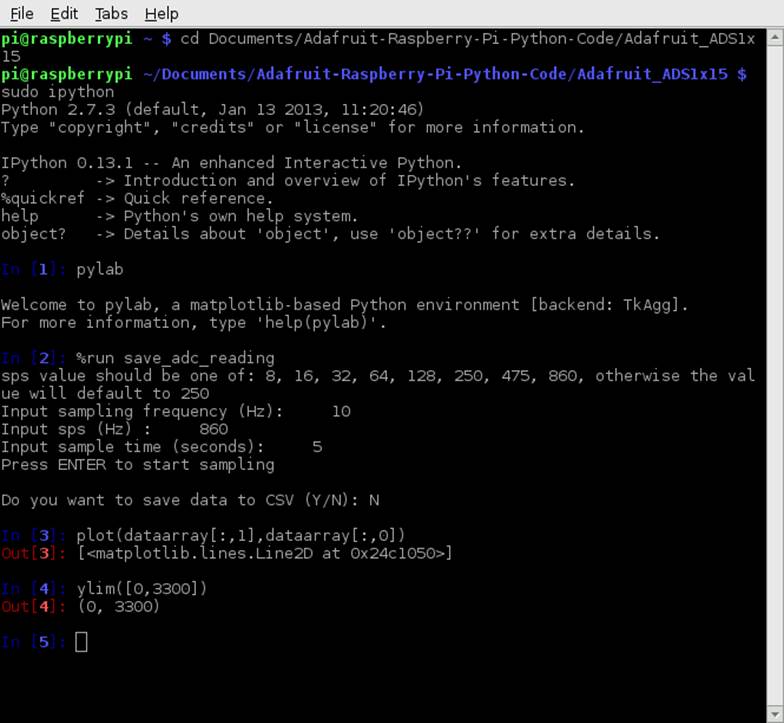 File Edit Tabs Help
pi@raspberrypi ~ $ cd Documents/Adafruit-Raspberry-Pi-Python-Code/Adafruit_ADS1x
15
pi@raspberrypi ~/Documents/Adafruit-Raspberry-Pi-Python-Code/Adafruit_ADS1x15 $
sudo ipython
Python 2.7.3 (default, Jan 13 2013, 11:20:46)
Type "copyright", "credits" or "license" for more information.
IPython 0.13.1 -- An enhanced Interactive Python.
?         -> Introduction and overview of IPython's features.
%quickref -> Quick reference.
help      -> Python's own help system.
object?   -> Details about 'object', use 'object??' for extra details.
In [1]: pylab
Welcome to pylab, a matplotlib-based Python environment [backend: TkAgg].
For more information, type 'help(pylab)'.
In [2]: %run save_adc_reading
sps value should be one of: 8, 16, 32, 64, 128, 250, 475, 860, otherwise the val
ue will default to 250
Input sampling frequency (Hz):     10
Input sps (Hz) :     860
Input sample time (seconds):     5
Press ENTER to start sampling
Do you want to save data to CSV (Y/N): N
In [3]: plot(dataarray[:,1],dataarray[:,0])
Out[3]: [<matplotlib.lines.Line2D at 0x24c1050>]
In [4]: ylim([0,3300])
Out[4]: (0, 3300)
In [5]: